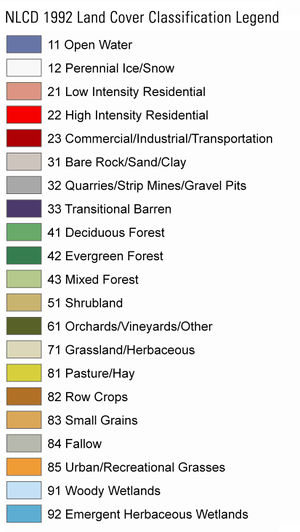 NLCD 1992 Land Cover Classification Legend
11 Open Water
12 Perennial Ice/Snow
21 Low Intensity Residential
22 High Intensity Residential
23 Commercial/Industrial/Transportation
31 Bare Rock/Sand/Clay
32 Quarries/Strip Mines/Gravel Pits
33 Transitional Barren
41 Deciduous Forest
42 Evergreen Forest
43 Mixed Forest
51 Shrubland
61 Orchards/Vineyards/Other
71 Grassland/Herbaceous
81 Pasture/Hay
82 Row Crops
83 Small Grains
84 Fallow
85 Urban/Recreational Grasses
91 Woody Wetlands
92 Emergent Herbaceous Wetlands